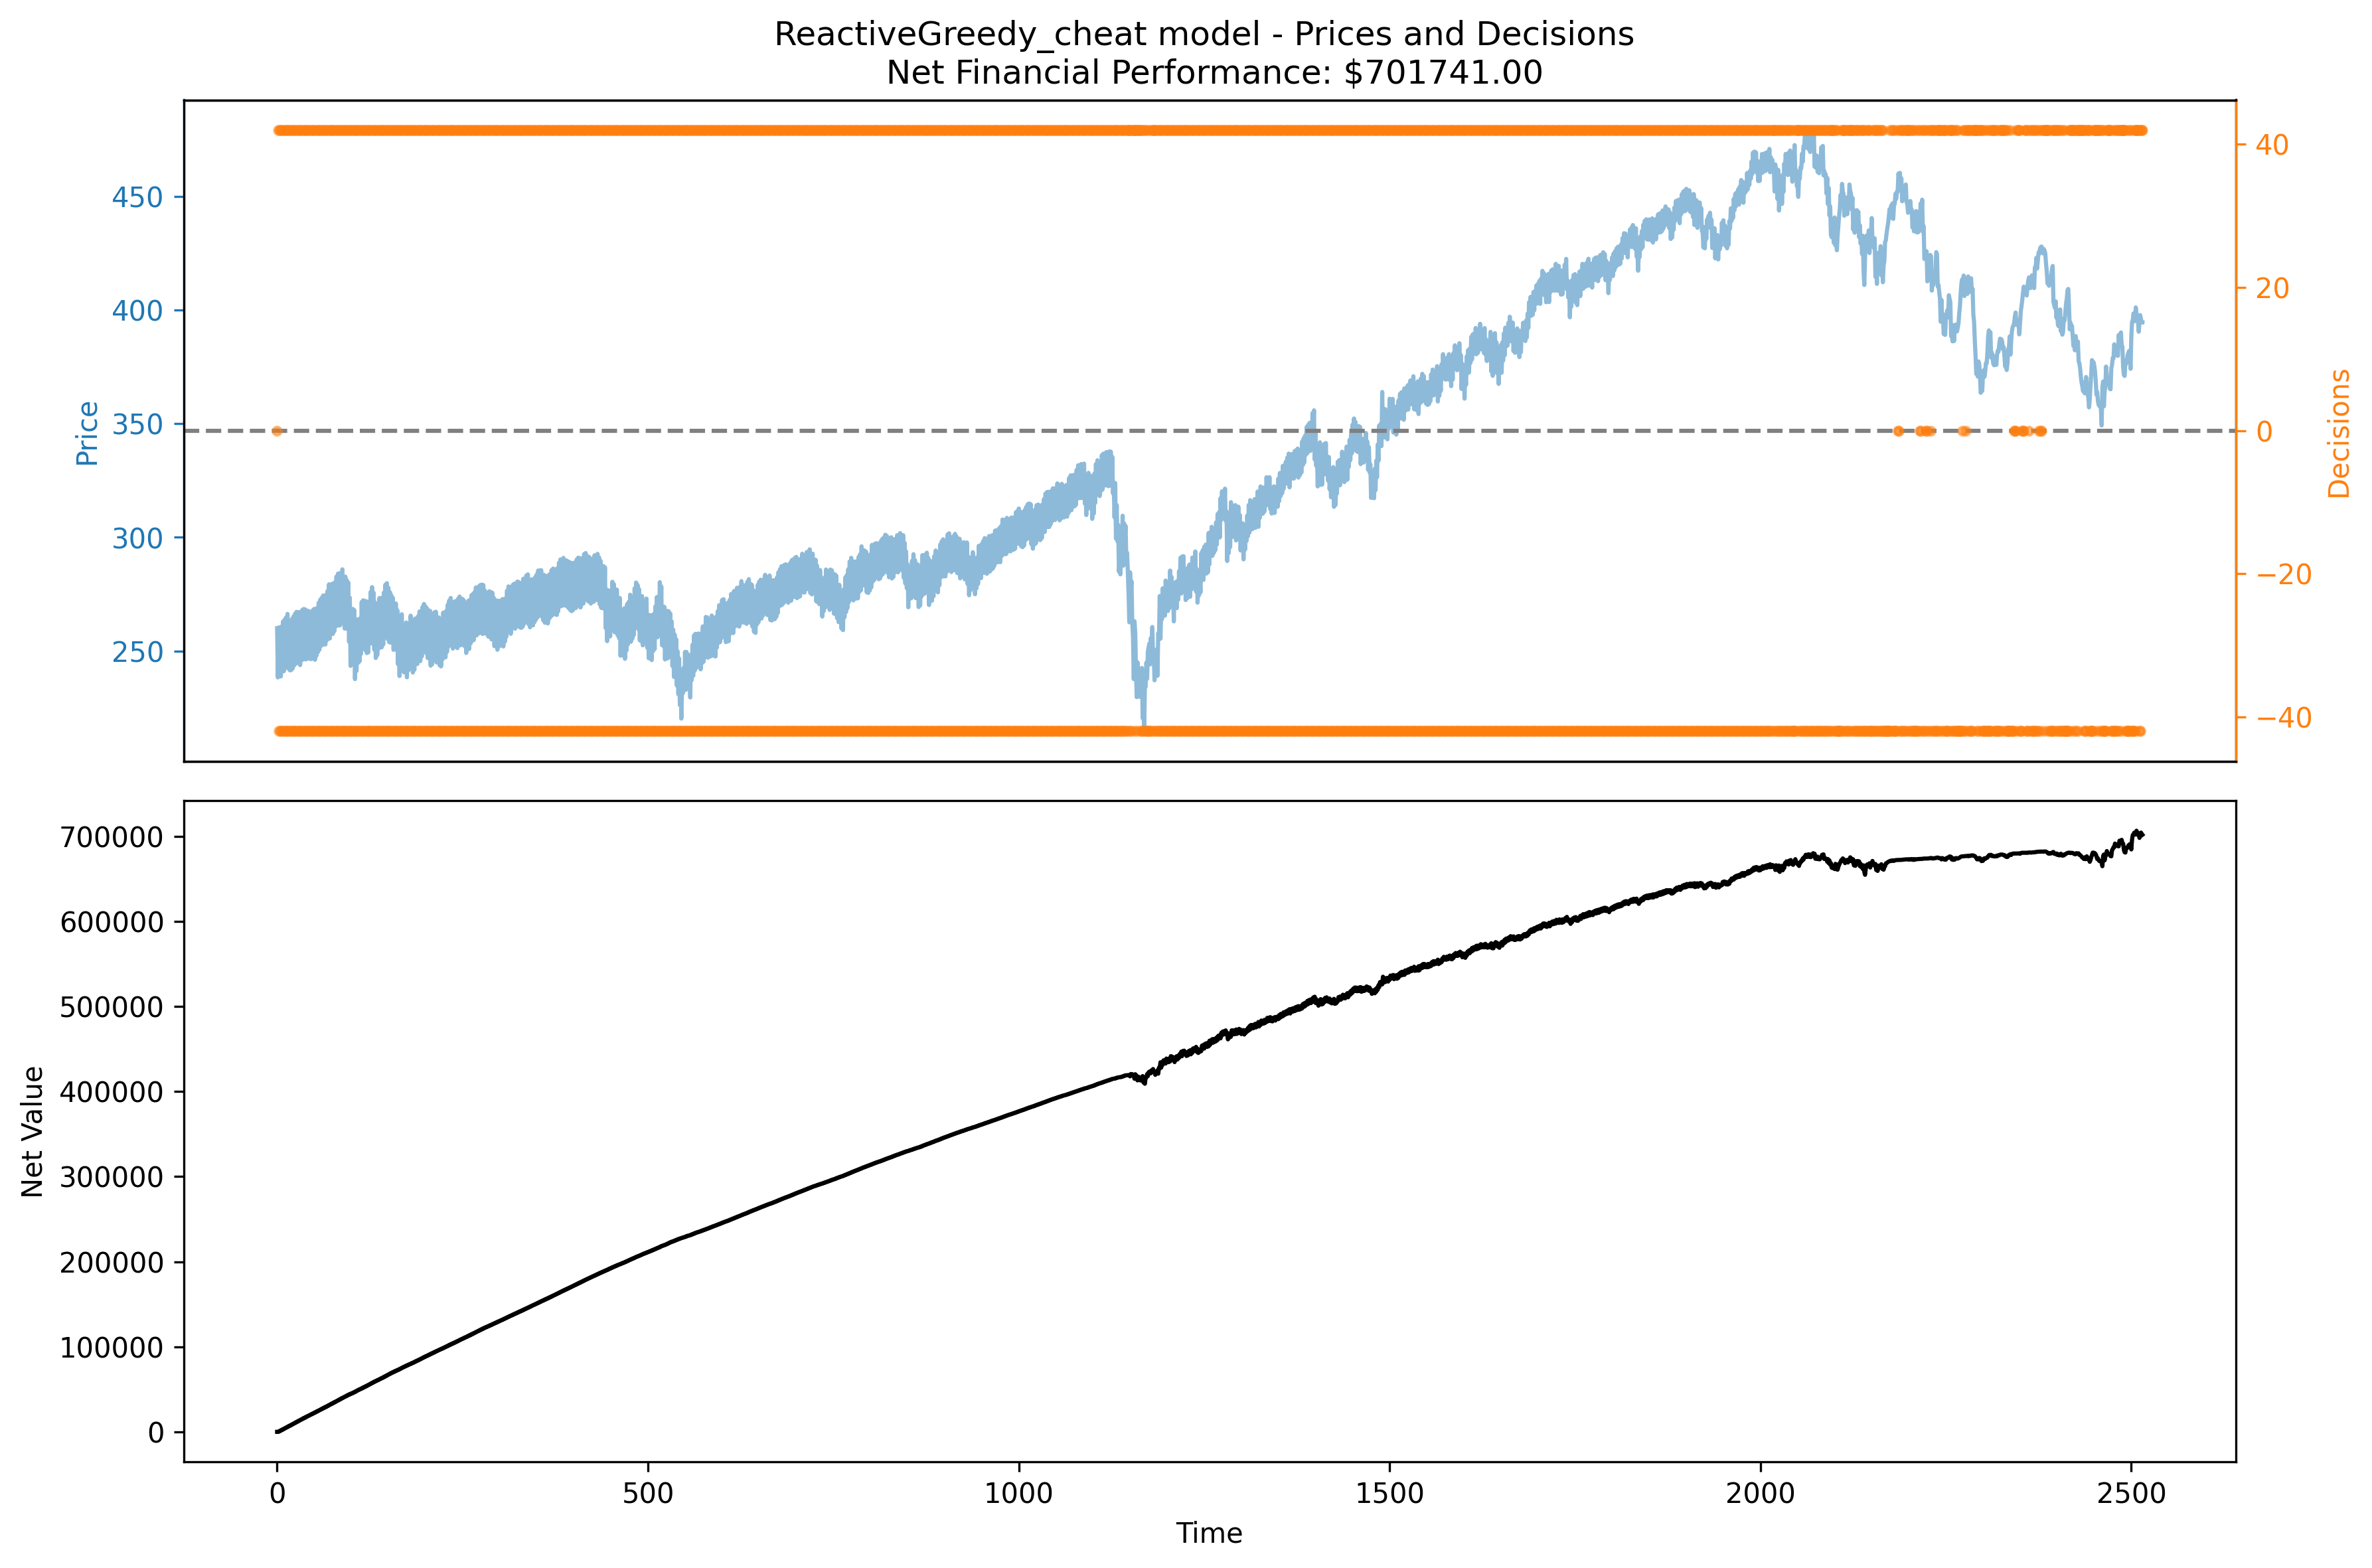 ReactiveGreedy_cheat model - Prices and Decisions
Net Financial Performance: $701741.00
450
400
350
300
250
Price
40
20
0
−20
−40
Decisions
700000
600000
500000
400000
300000
200000
100000
0
Net Value
0 500 1000 1500 2000 2500
Time